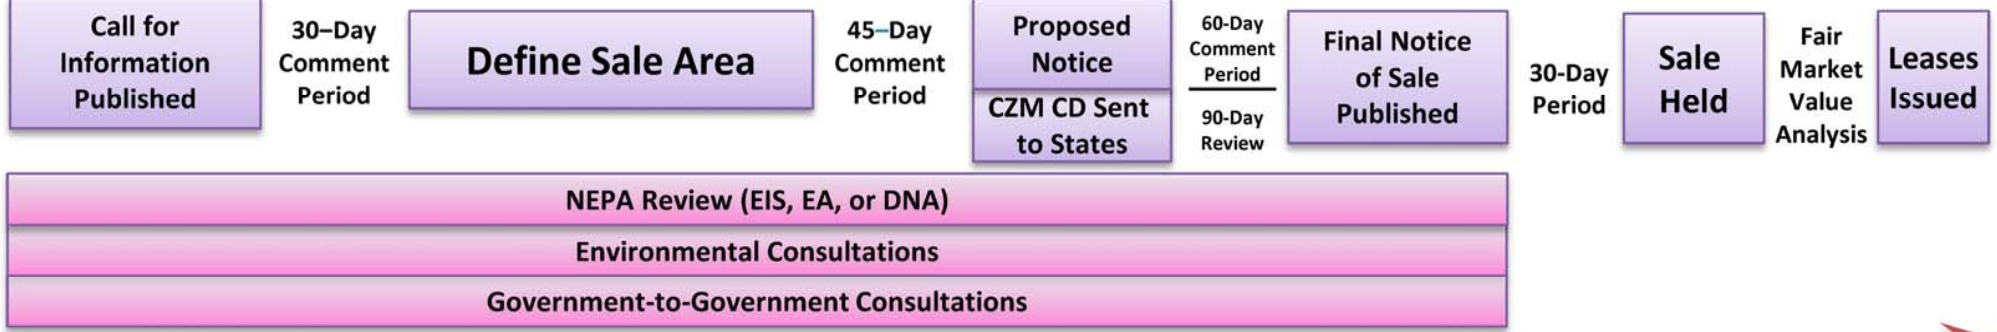 Call for
Information
Published
30–Day
Comment
Period
Define Sale Area
45–Day
Comment
Period
Proposed
Notice
CZM CD Sent
to States
60-Day
Comment
Period
90-Day
Review
Final Notice
of Sale
Published
30-Day
Period
Sale
Held
Fair
Market
Value
Analysis
Leases
Issued
NEPA Review (EIS, EA, or DNA)
Environmental Consultations
Government-to-Government Consultations